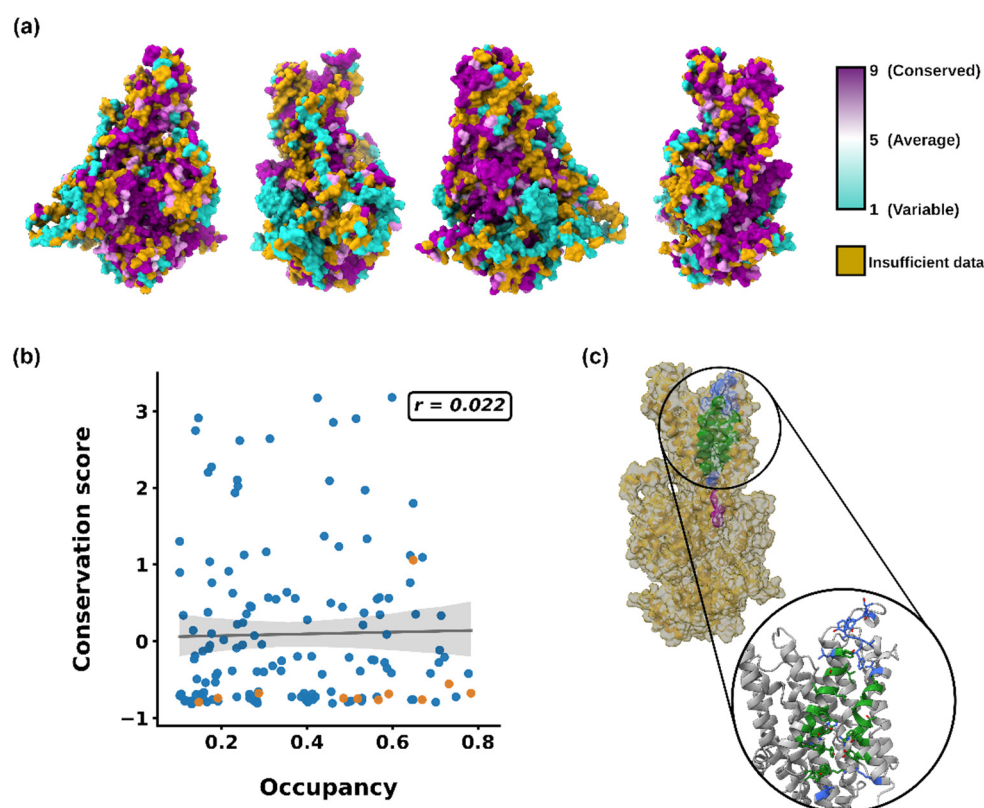 (a)
9 (Conserved)
5 (Average)
1 (Variable)
Insufficient data
(b)
r = 0.022
Conservation score
3
2
1
0
−1
0.2 0.4 0.6 0.8
Occupancy
(c)